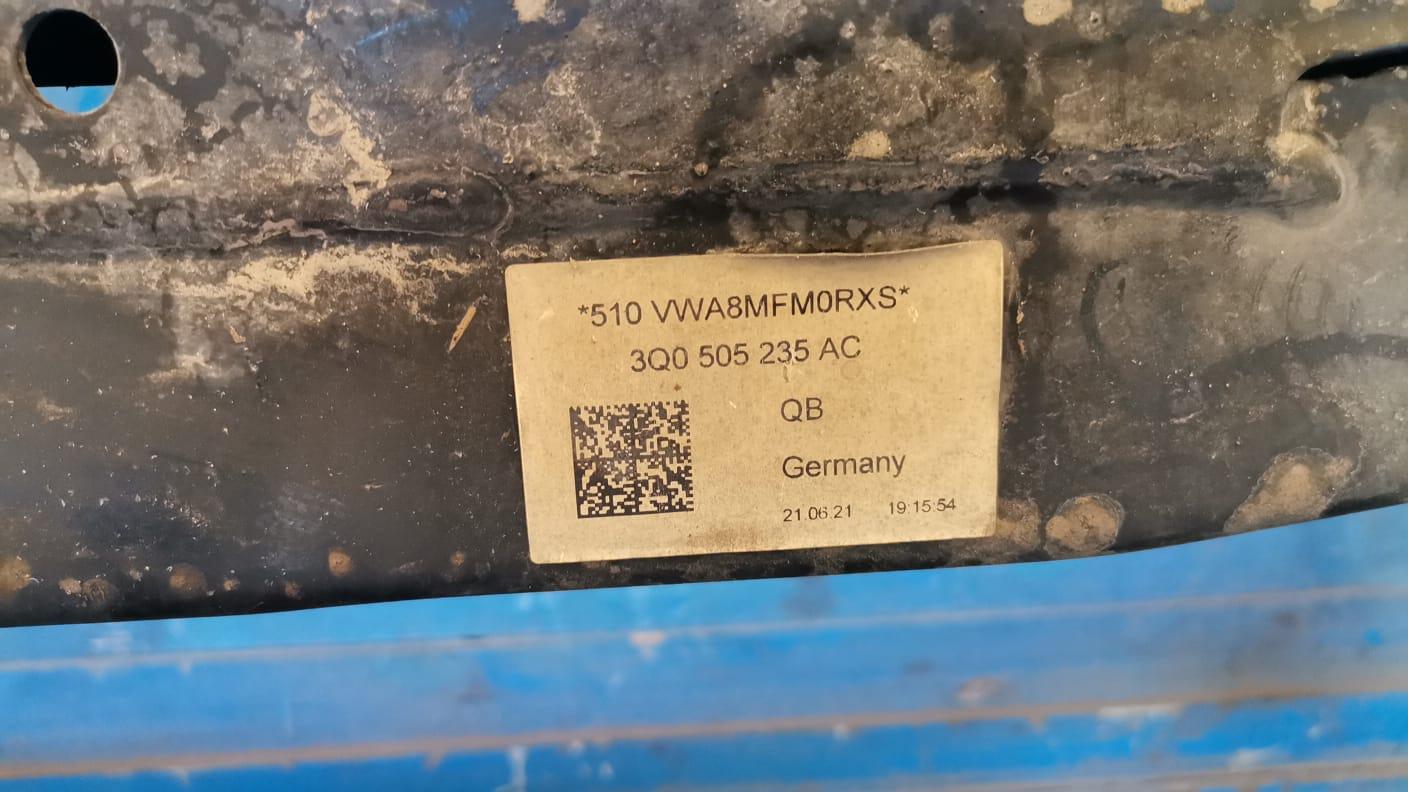 *510 VWA8MFM0RXS*
3Q0 505 235 AC
QB
Germany
21.06.21 19:15:54